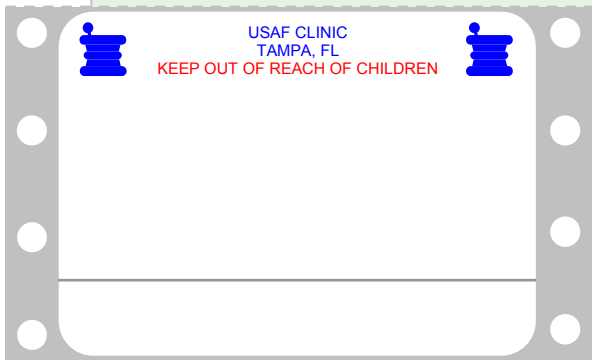 USAF CLINIC
TAMPA, FL
KEEP OUT OF REACH OF CHILDREN